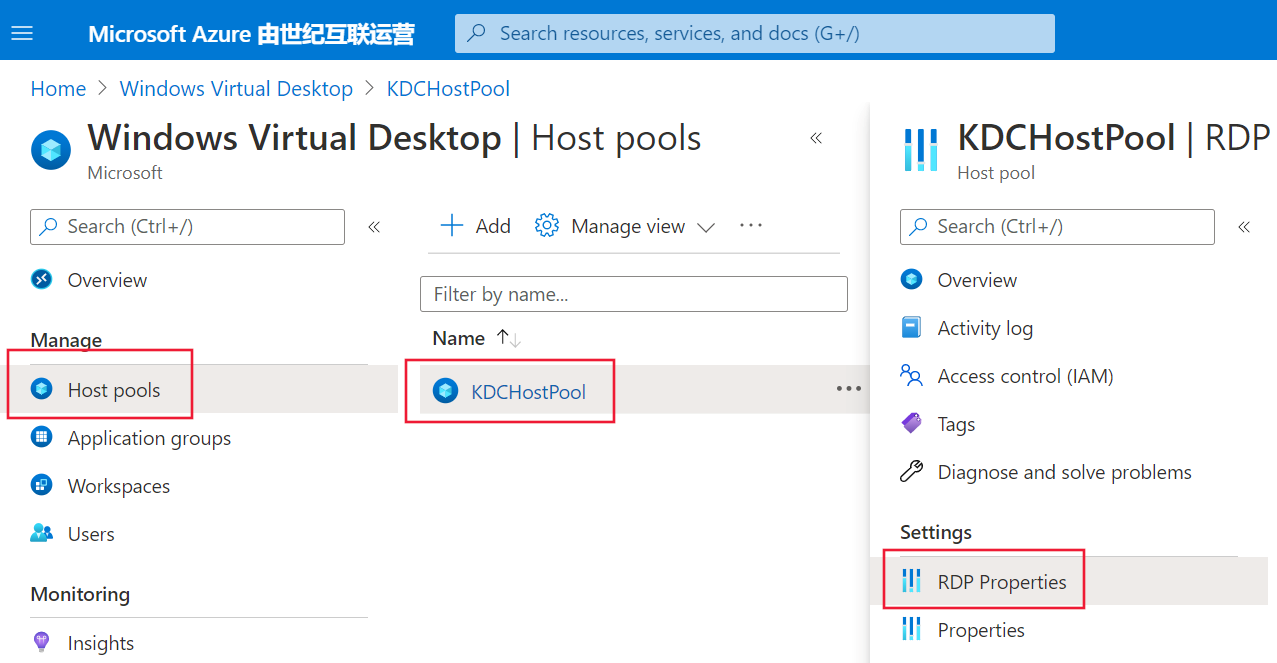 Microsoft Azure 由世纪互联运营
Search resources, services, and docs (G+/)
Home > Windows Virtual Desktop > KDCHostPool
Windows Virtual Desktop | Host pools
Microsoft
Search (Ctrl+/)
Overview
Manage
Host pools
Application groups
Workspaces
Users
Monitoring
Insights
Add
Manage view
Filter by name...
Name
KDCHostPool
KDCHostPool | RDP
Host pool
Search (Ctrl+/)
Overview
Activity log
Access control (IAM)
Tags
Diagnose and solve problems
Settings
RDP Properties
Properties